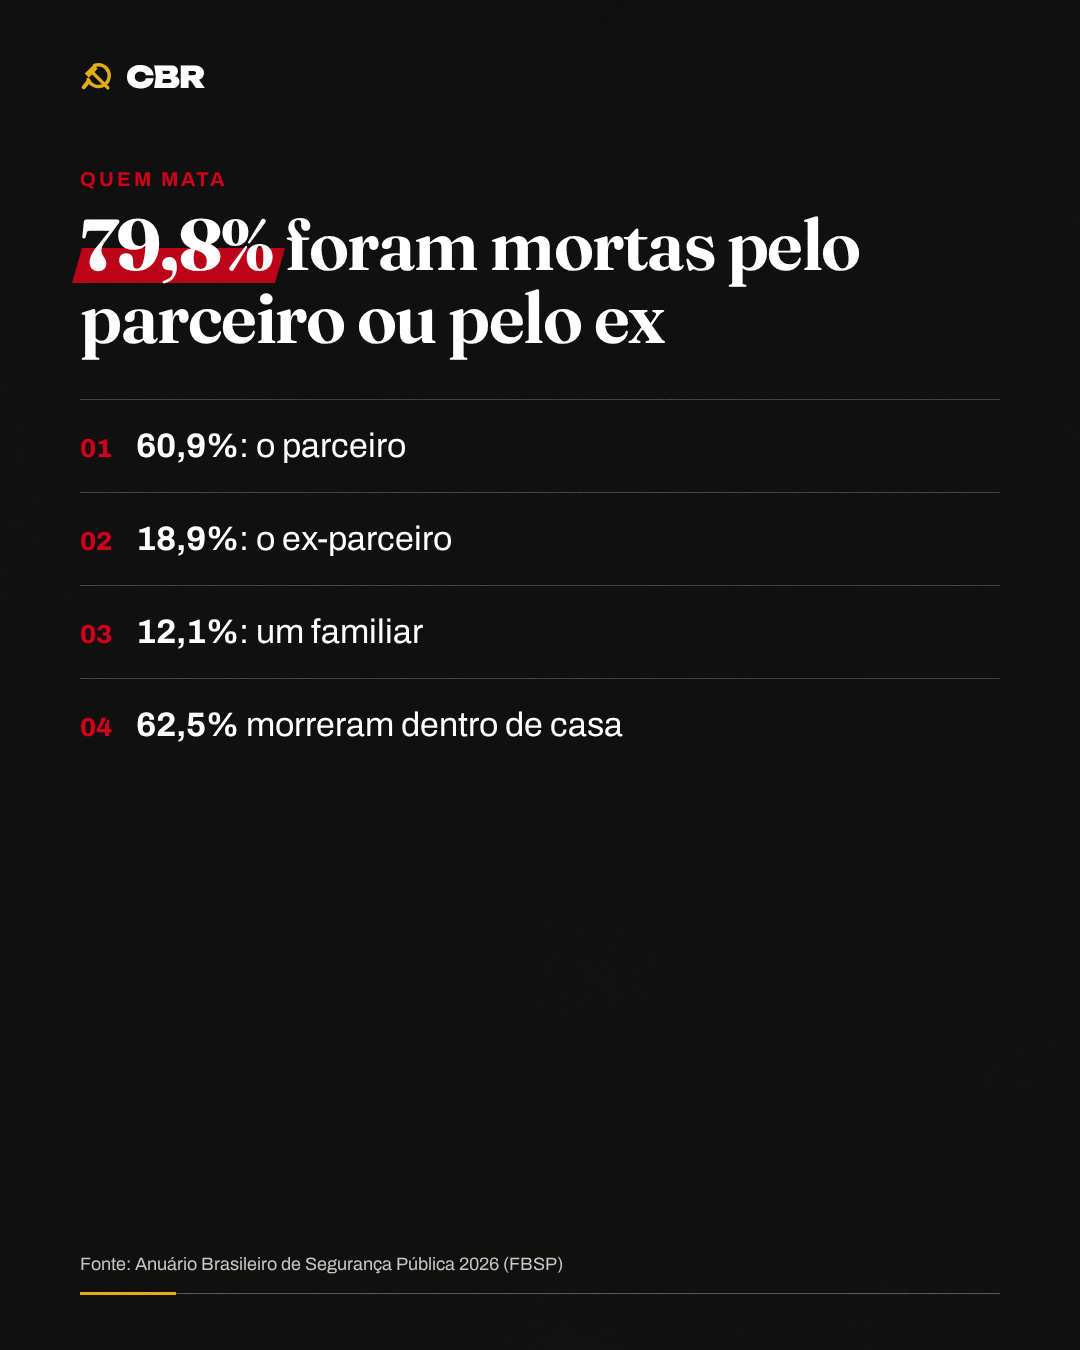 CBR
QUEM MATA
79,8% foram mortas pelo
parceiro ou pelo ex
01 60,9%: o parceiro
02 18,9%: o ex-parceiro
03 12,1%: um familiar
04 62,5% morreram dentro de casa
Fonte: Anuário Brasileiro de Segurança Pública 2026 (FBSP)